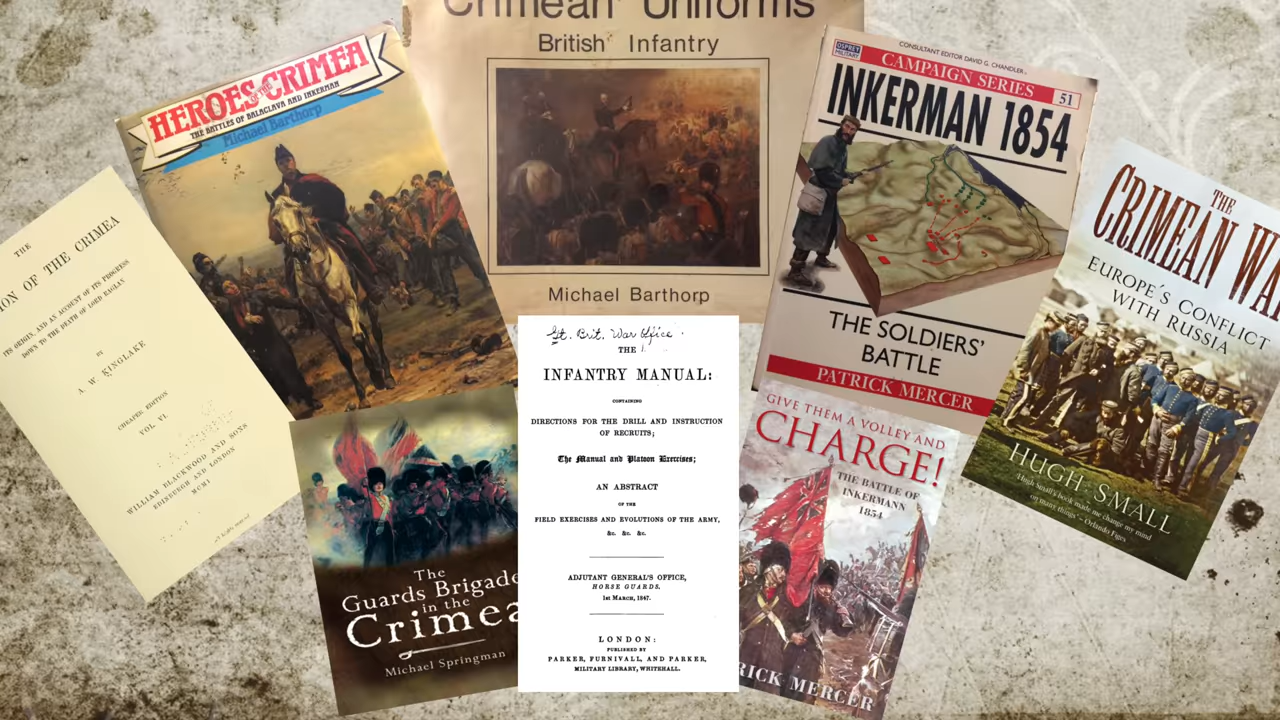 THE
ION OF THE CRIMEA
ITS ORIGIN, AND AN ACCOUNT OF ITS PROGRESS
DOWN TO THE DEATH OF LORD RAGLAN
BY
A. W. KINGLAKE
CHEAPER EDITION
VOL. VI.
WILLIAM BLACKWOOD AND SONS
EDINBURGH AND LONDON
MCMI
HEROES OF THE CRIMEA
THE BATTLES OF BALACLAVA AND INKERMAN
Michael Barthorp
Crimean Uniforms
British Infantry
Michael Barthorp
OSPREY
MILITARY
CONSULTANT EDITOR DAVID G. CHANDLER
CAMPAIGN SERIES 51
INKERMAN 1854
THE SOLDIERS'
BATTLE
PATRICK MERCER
THE
CRIMEAN WA
EUROPE'S CONFLICT
WITH RUSSIA
HUGH SMALL
'Hugh Small's book made me change my mind
on many things' – Orlando Figes
The
Guards Brigade
in the
Crimea
Michael Springman
Gt. Brit. War Office.
THE
INFANTRY MANUAL:
CONTAINING
DIRECTIONS FOR THE DRILL AND INSTRUCTION
OF RECRUITS;
The Manual and Platoon Exercises;
AN ABSTRACT
OF THE
FIELD EXERCISES AND EVOLUTIONS OF THE ARMY,
&c. &c. &c.
ADJUTANT GENERAL'S OFFICE,
HORSE GUARDS,
1st MARCH, 1847.
LONDON:
PUBLISHED BY
PARKER, FURNIVALL, AND PARKER,
MILITARY LIBRARY, WHITEHALL.
GIVE THEM A VOLLEY AND
CHARGE!
THE BATTLE OF
INKERMANN
1854
RICK MERCER